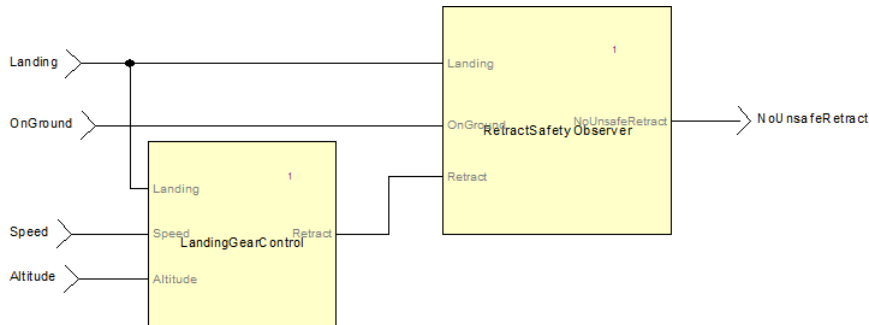 1
Landing
Landing
OnGround
OnGround
NoUnsafeRetract
RetractSafetyObserver
NoUnsafeRetract
1
Retract
Landing
Speed
Speed
Retract
LandingGearControl
Altitude
Altitude